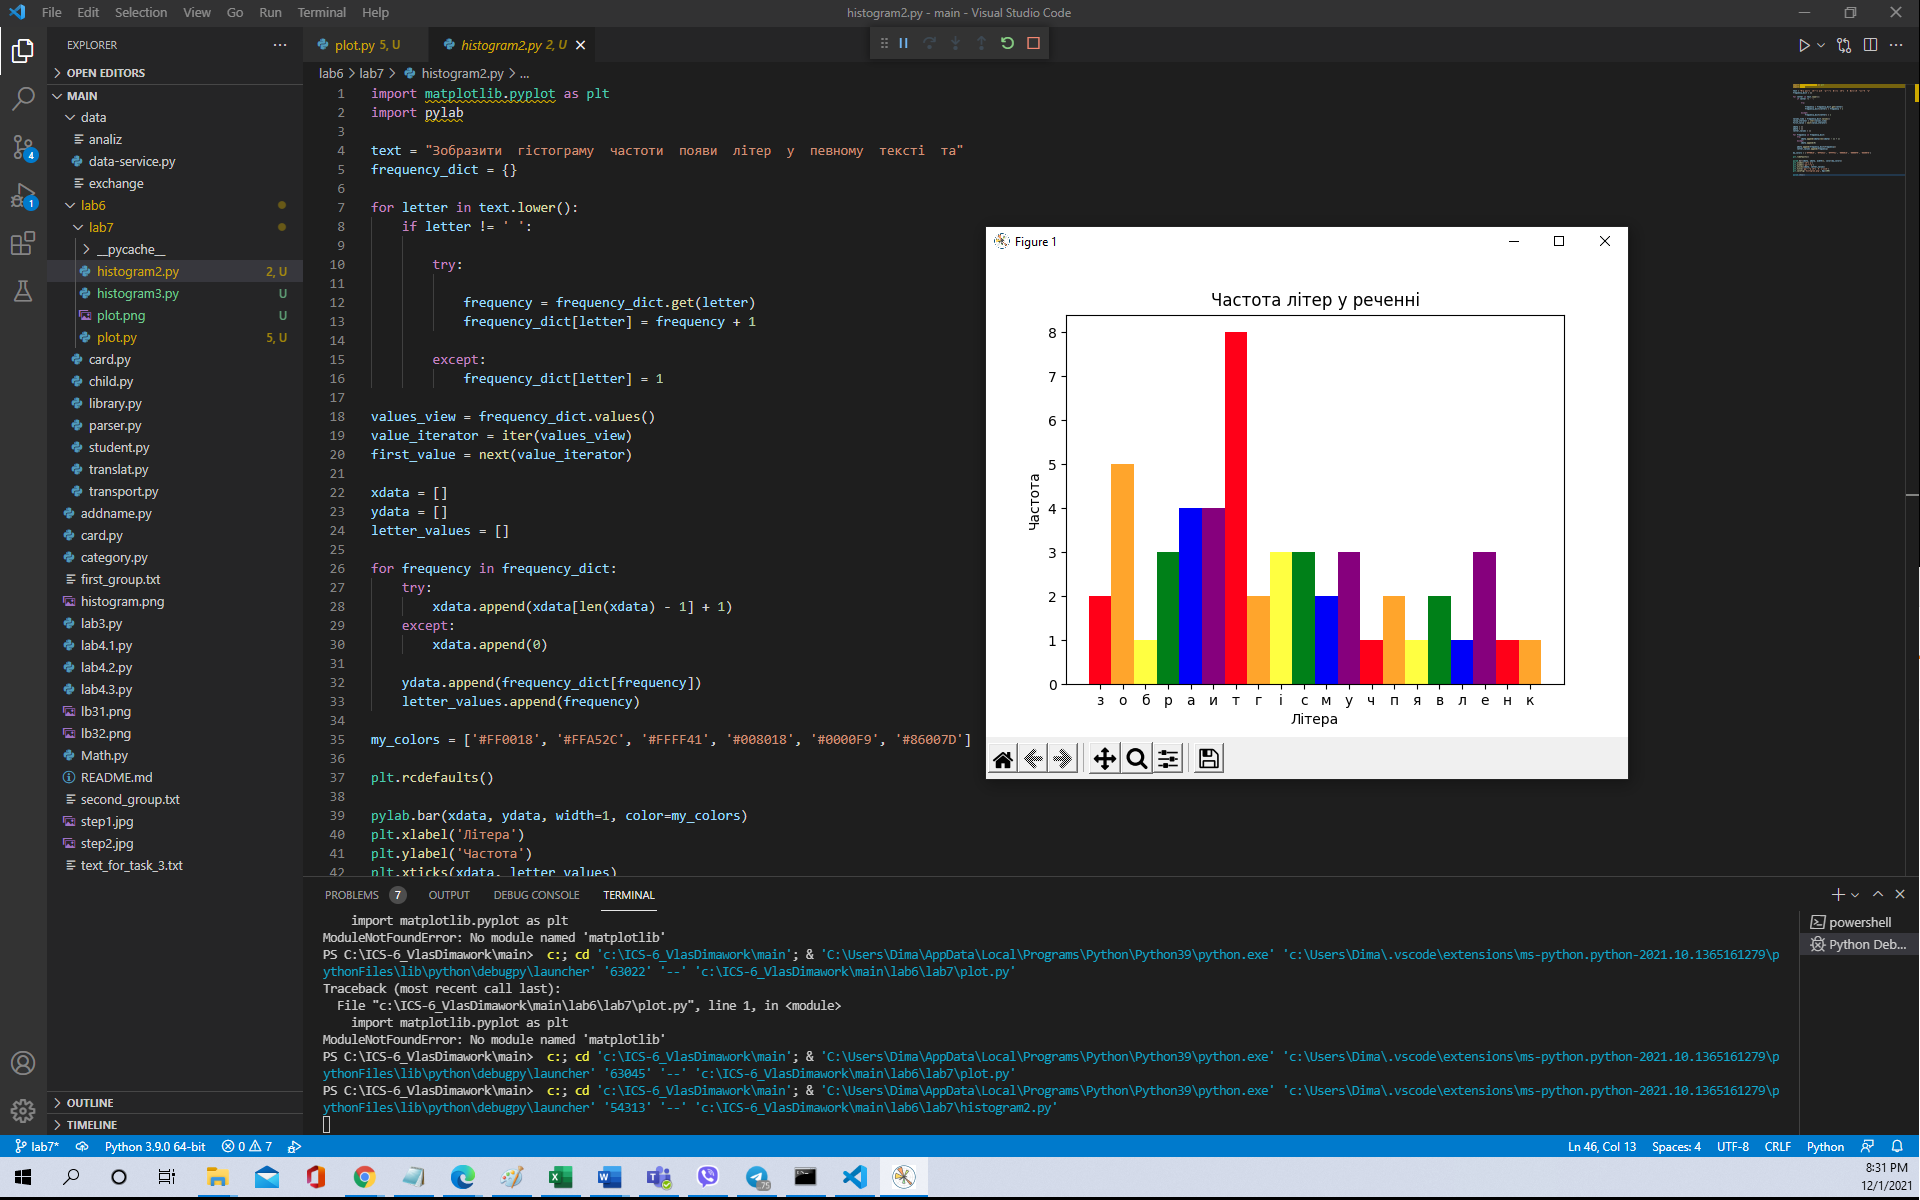 File Edit Selection View Go Run Terminal Help
histogram2.py - main - Visual Studio Code
EXPLORER
OPEN EDITORS
MAIN
data
analiz
data-service.py
exchange
lab6
lab7
__pycache__
histogram2.py 2, U
histogram3.py U
plot.png U
plot.py 5, U
card.py
child.py
library.py
parser.py
student.py
translat.py
transport.py
addname.py
card.py
category.py
first_group.txt
histogram.png
lab3.py
lab4.1.py
lab4.2.py
lab4.3.py
lb31.png
lb32.png
Math.py
README.md
second_group.txt
step1.jpg
step2.jpg
text_for_task_3.txt
OUTLINE
TIMELINE
4
1
plot.py 5, U
histogram2.py 2, U
lab6 > lab7 > histogram2.py > ...
1 import matplotlib.pyplot as plt
2 import pylab
3
4 text = "Зобразити гістограму частоти появи літер у певному тексті та"
5 frequency_dict = {}
6
7 for letter in text.lower():
8 if letter != ' ':
9
10 try:
11
12 frequency = frequency_dict.get(letter)
13 frequency_dict[letter] = frequency + 1
14
15 except:
16 frequency_dict[letter] = 1
17
18 values_view = frequency_dict.values()
19 value_iterator = iter(values_view)
20 first_value = next(value_iterator)
21
22 xdata = []
23 ydata = []
24 letter_values = []
25
26 for frequency in frequency_dict:
27 try:
28 xdata.append(xdata[len(xdata) - 1] + 1)
29 except:
30 xdata.append(0)
31
32 ydata.append(frequency_dict[frequency])
33 letter_values.append(frequency)
34
35 my_colors = ['#FF0018', '#FFA52C', '#FFFF41', '#008018', '#0000F9', '#86007D']
36
37 plt.rcdefaults()
38
39 pylab.bar(xdata, ydata, width=1, color=my_colors)
40 plt.xlabel('Літера')
41 plt.ylabel('Частота')
42 plt.xticks(xdata, letter_values)
Figure 1
Частота літер у реченні
8
7
6
5
4
3
2
1
0
Частота
з о б р а и т г і с м у ч п я в л е н к
Літера
PROBLEMS 7 OUTPUT DEBUG CONSOLE TERMINAL
import matplotlib.pyplot as plt
ModuleNotFoundError: No module named 'matplotlib'
PS C:\ICS-6_VlasDimawork\main> c:; cd 'c:\ICS-6_VlasDimawork\main'; & 'C:\Users\Dima\AppData\Local\Programs\Python\Python39\python.exe' 'c:\Users\Dima\.vscode\extensions\ms-python.python-2021.10.1365161279\p
ythonFiles\lib\python\debugpy\launcher' '63022' '--' 'c:\ICS-6_VlasDimawork\main\lab6\lab7\plot.py'
Traceback (most recent call last):
File "c:\ICS-6_VlasDimawork\main\lab6\lab7\plot.py", line 1, in <module>
import matplotlib.pyplot as plt
ModuleNotFoundError: No module named 'matplotlib'
PS C:\ICS-6_VlasDimawork\main> c:; cd 'c:\ICS-6_VlasDimawork\main'; & 'C:\Users\Dima\AppData\Local\Programs\Python\Python39\python.exe' 'c:\Users\Dima\.vscode\extensions\ms-python.python-2021.10.1365161279\p
ythonFiles\lib\python\debugpy\launcher' '63045' '--' 'c:\ICS-6_VlasDimawork\main\lab6\lab7\plot.py'
PS C:\ICS-6_VlasDimawork\main> c:; cd 'c:\ICS-6_VlasDimawork\main'; & 'C:\Users\Dima\AppData\Local\Programs\Python\Python39\python.exe' 'c:\Users\Dima\.vscode\extensions\ms-python.python-2021.10.1365161279\p
ythonFiles\lib\python\debugpy\launcher' '54313' '--' 'c:\ICS-6_VlasDimawork\main\lab6\lab7\histogram2.py'
powershell
Python Deb...
lab7* Python 3.9.0 64-bit 0 7
Ln 46, Col 13 Spaces: 4 UTF-8 CRLF Python
8:31 PM
12/1/2021